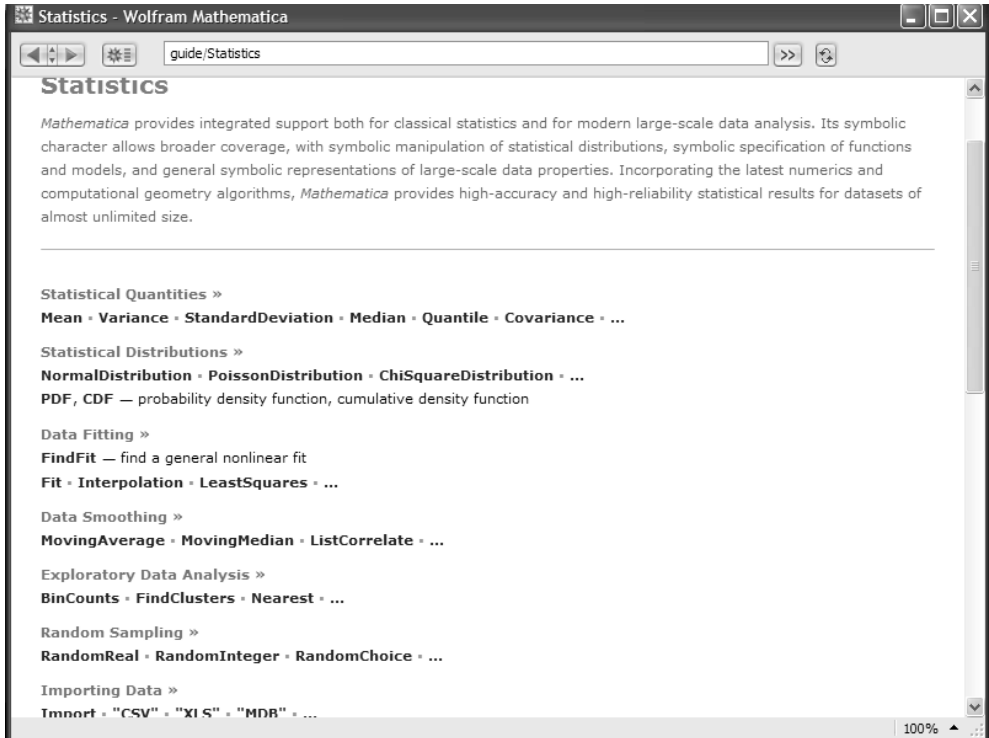 Statistics - Wolfram Mathematica
guide/Statistics
>>
Statistics
Mathematica provides integrated support both for classical statistics and for modern large-scale data analysis. Its symbolic
character allows broader coverage, with symbolic manipulation of statistical distributions, symbolic specification of functions
and models, and general symbolic representations of large-scale data properties. Incorporating the latest numerics and
computational geometry algorithms, Mathematica provides high-accuracy and high-reliability statistical results for datasets of
almost unlimited size.
Statistical Quantities »
Mean ▪ Variance ▪ StandardDeviation ▪ Median ▪ Quantile ▪ Covariance ▪ ...
Statistical Distributions »
NormalDistribution ▪ PoissonDistribution ▪ ChiSquareDistribution ▪ ...
PDF, CDF — probability density function, cumulative density function
Data Fitting »
FindFit — find a general nonlinear fit
Fit ▪ Interpolation ▪ LeastSquares ▪ ...
Data Smoothing »
MovingAverage ▪ MovingMedian ▪ ListCorrelate ▪ ...
Exploratory Data Analysis »
BinCounts ▪ FindClusters ▪ Nearest ▪ ...
Random Sampling »
RandomReal ▪ RandomInteger ▪ RandomChoice ▪ ...
Importing Data »
Import ▪ "CSV" ▪ "XLS" ▪ "MDB" ▪ ...
100%